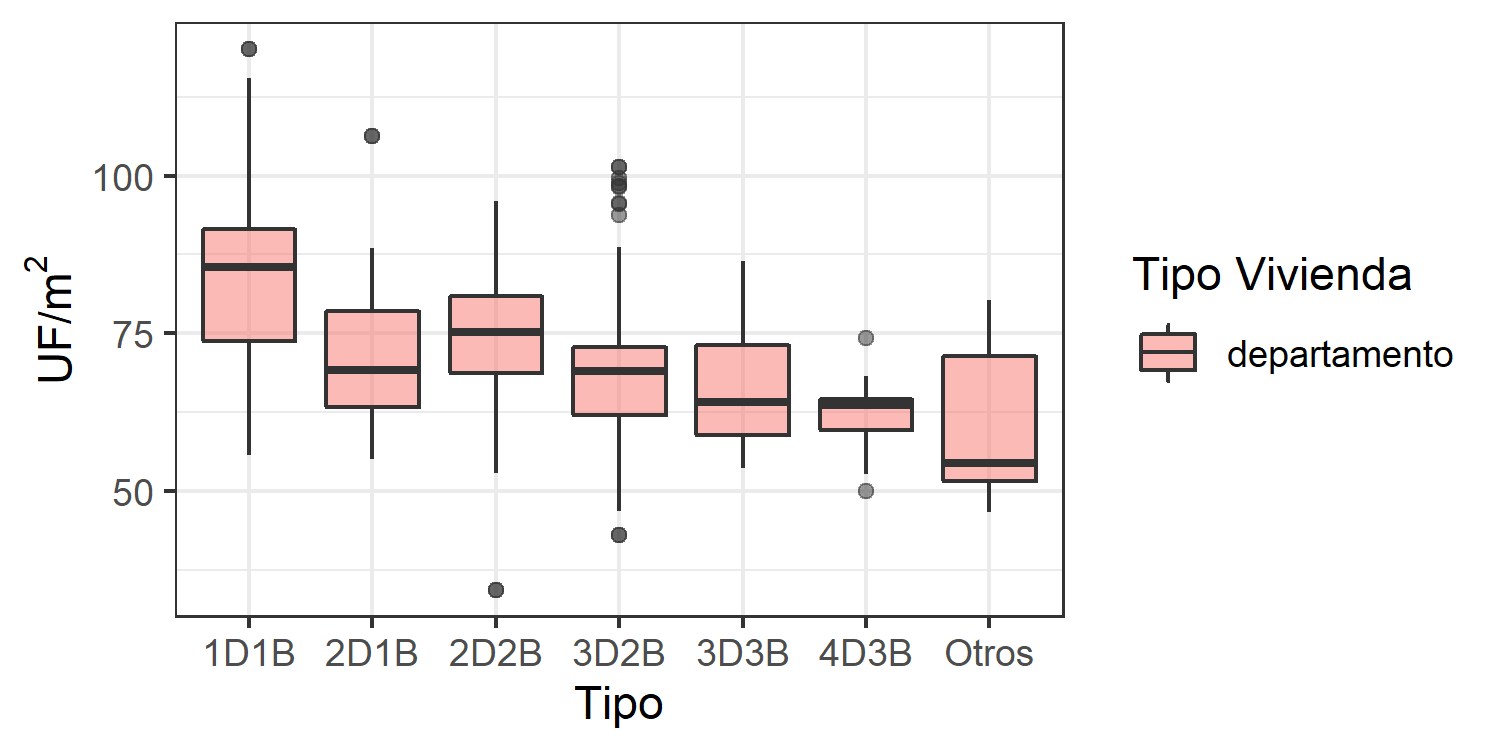 UF/m²
100
75
50
1D1B 2D1B 2D2B 3D2B 3D3B 4D3B Otros
Tipo
Tipo Vivienda
departamento